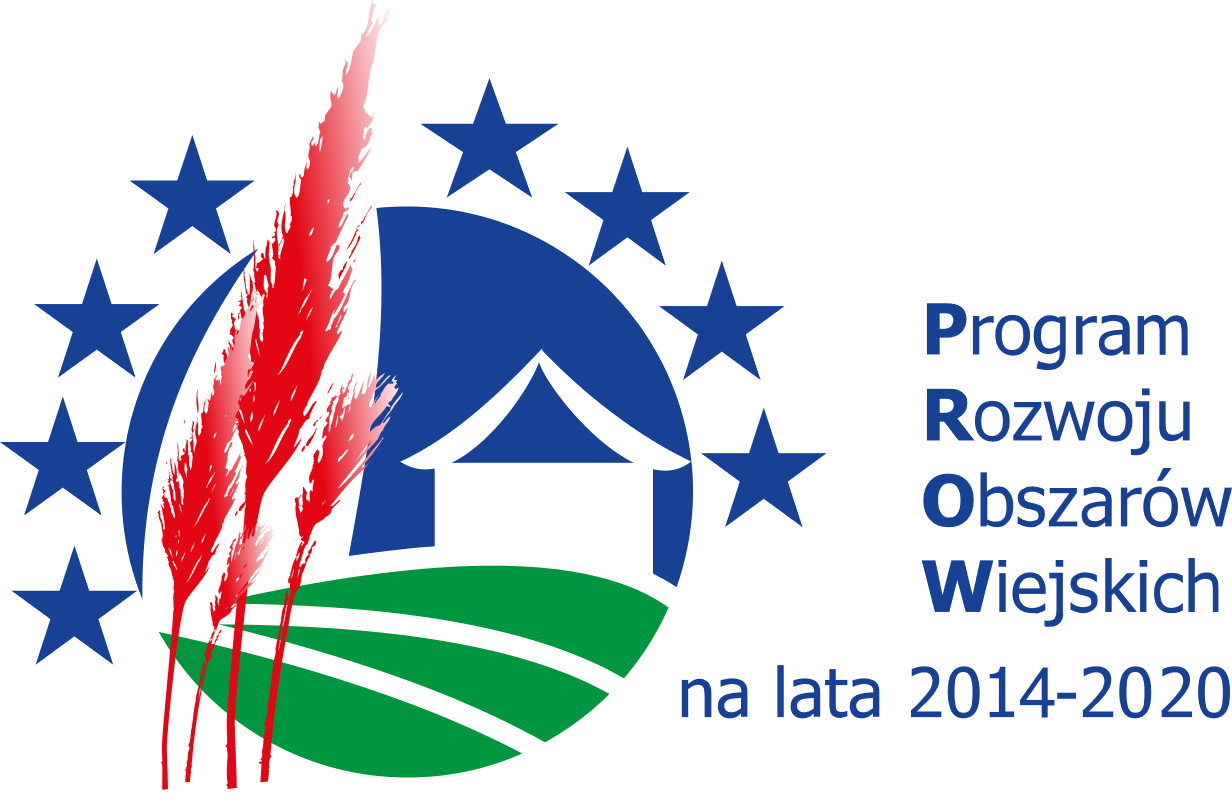 Program
Rozwoju
Obszarów
Wiejskich
na lata 2014-2020